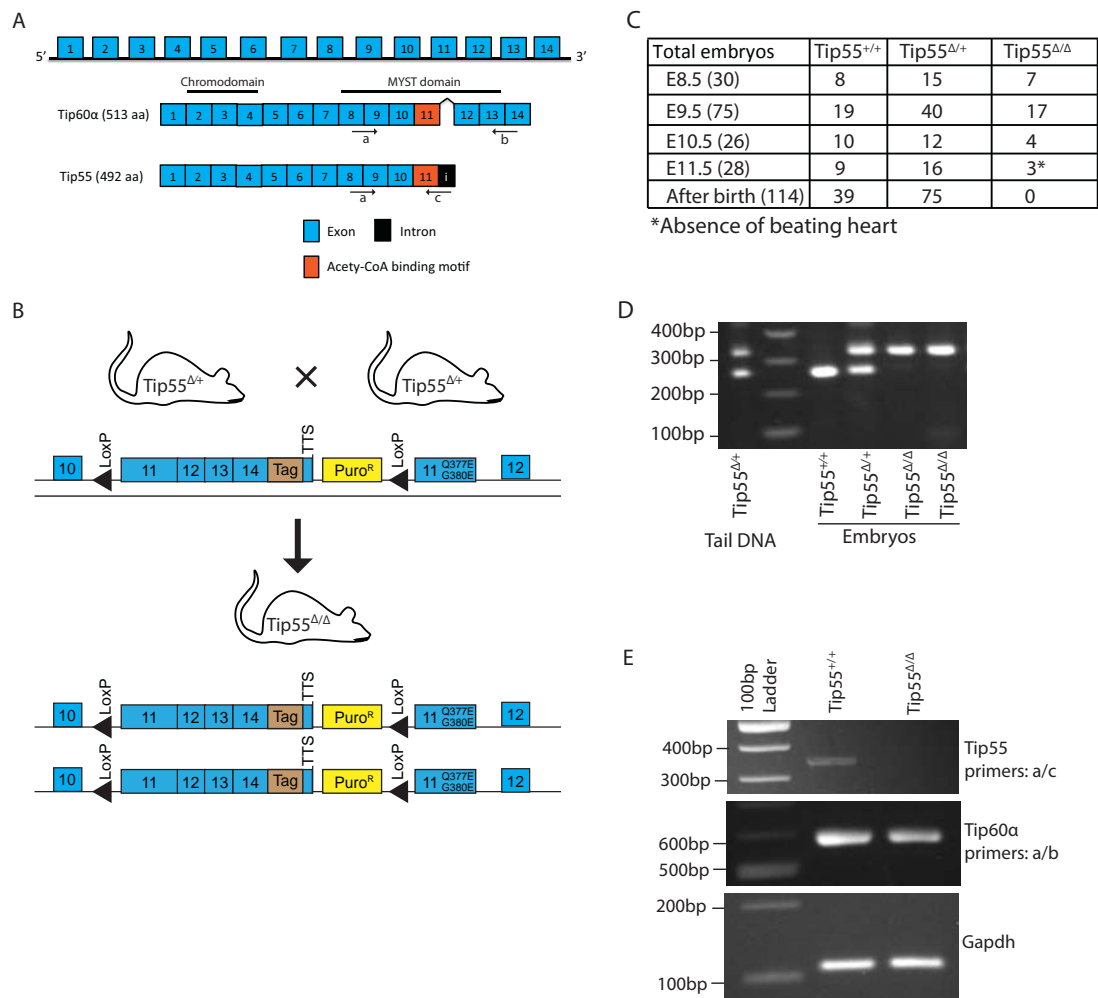 A
1 2 3 4 5 6 7 8 9 10 11 12 13 14
5’ 3’
Chromodomain MYST domain
Tip60α (513 aa) 1 2 3 4 5 6 7 8 9 10 11 12 13 14
a b
Tip55 (492 aa) 1 2 3 4 5 6 7 8 9 10 11 i
a c
Exon Intron
Acety-CoA binding motif
B
Tip55Δ/+ × Tip55Δ/+
LoxP TTS LoxP
10 11 12 13 14 Tag PuroR 11 Q377E G380E 12
Tip55Δ/Δ
LoxP TTS LoxP
10 11 12 13 14 Tag PuroR 11 Q377E G380E 12
LoxP TTS LoxP
10 11 12 13 14 Tag PuroR 11 Q377E G380E 12
C
Total embryos Tip55+/+ Tip55Δ/+ Tip55Δ/Δ
E8.5 (30) 8 15 7
E9.5 (75) 19 40 17
E10.5 (26) 10 12 4
E11.5 (28) 9 16 3*
After birth (114) 39 75 0
*Absence of beating heart
D
400bp
300bp
200bp
100bp
Tip55Δ/+ Tip55+/+ Tip55Δ/+ Tip55Δ/Δ Tip55Δ/Δ
Tail DNA Embryos
E
100bp Ladder Tip55+/+ Tip55Δ/Δ
400bp
300bp
Tip55
primers: a/c
600bp
500bp
Tip60α
primers: a/b
200bp
100bp
Gapdh